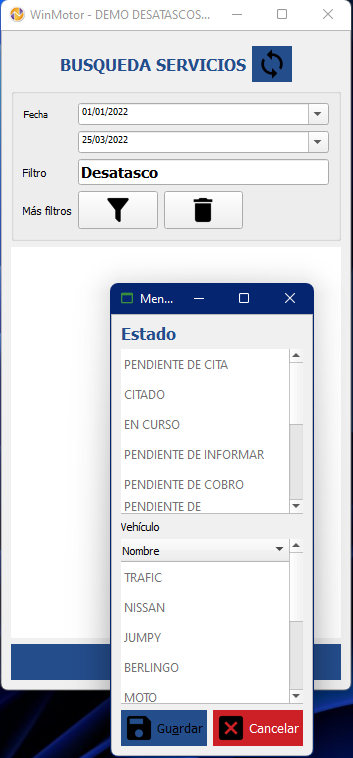 WinMotor - DEMO DESATASCOS...
BUSQUEDA SERVICIOS
Fecha
01/01/2022
25/03/2022
Filtro
Desatasco
Más filtros
Men...
Estado
PENDIENTE DE CITA
CITADO
EN CURSO
PENDIENTE DE INFORMAR
PENDIENTE DE COBRO
PENDIENTE DE
Vehículo
Nombre
TRAFIC
NISSAN
JUMPY
BERLINGO
MOTO
Guardar
Cancelar